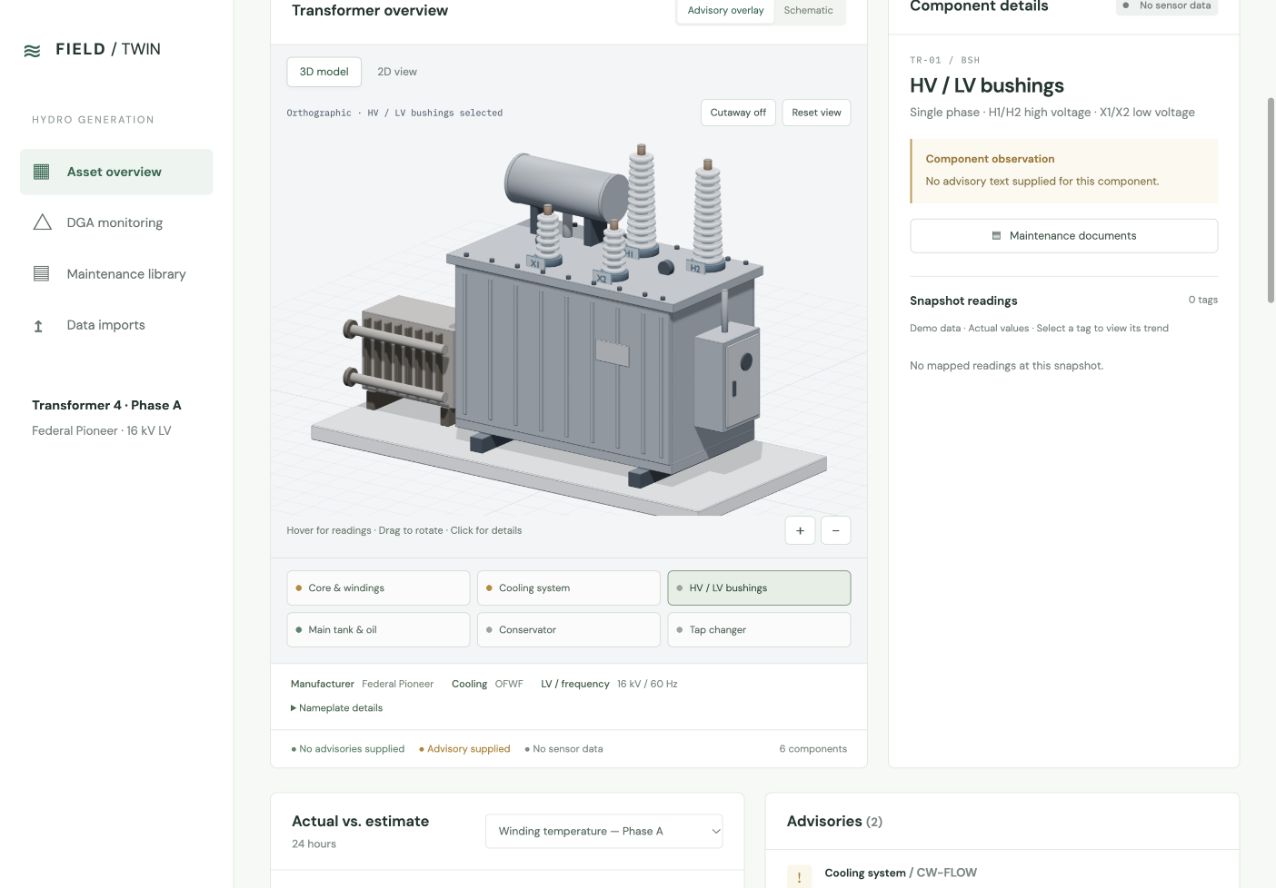 FIELD / TWIN
HYDRO GENERATION
Asset overview
DGA monitoring
Maintenance library
Data imports
Transformer 4 · Phase A
Federal Pioneer · 16 kV LV
Transformer overview
Advisory overlay
Schematic
3D model
2D view
Orthographic · HV / LV bushings selected
Cutaway off
Reset view
X1
X2
H1
H2
Hover for readings · Drag to rotate · Click for details
+
−
Core & windings
Cooling system
HV / LV bushings
Main tank & oil
Conservator
Tap changer
Manufacturer Federal Pioneer Cooling OFWF LV / frequency 16 kV / 60 Hz
▶ Nameplate details
● No advisories supplied ● Advisory supplied ● No sensor data
6 components
Component details
● No sensor data
TR-01 / BSH
HV / LV bushings
Single phase · H1/H2 high voltage · X1/X2 low voltage
Component observation
No advisory text supplied for this component.
Maintenance documents
Snapshot readings
0 tags
Demo data · Actual values · Select a tag to view its trend
No mapped readings at this snapshot.
Actual vs. estimate
24 hours
Winding temperature — Phase A
Advisories (2)
!
Cooling system / CW-FLOW